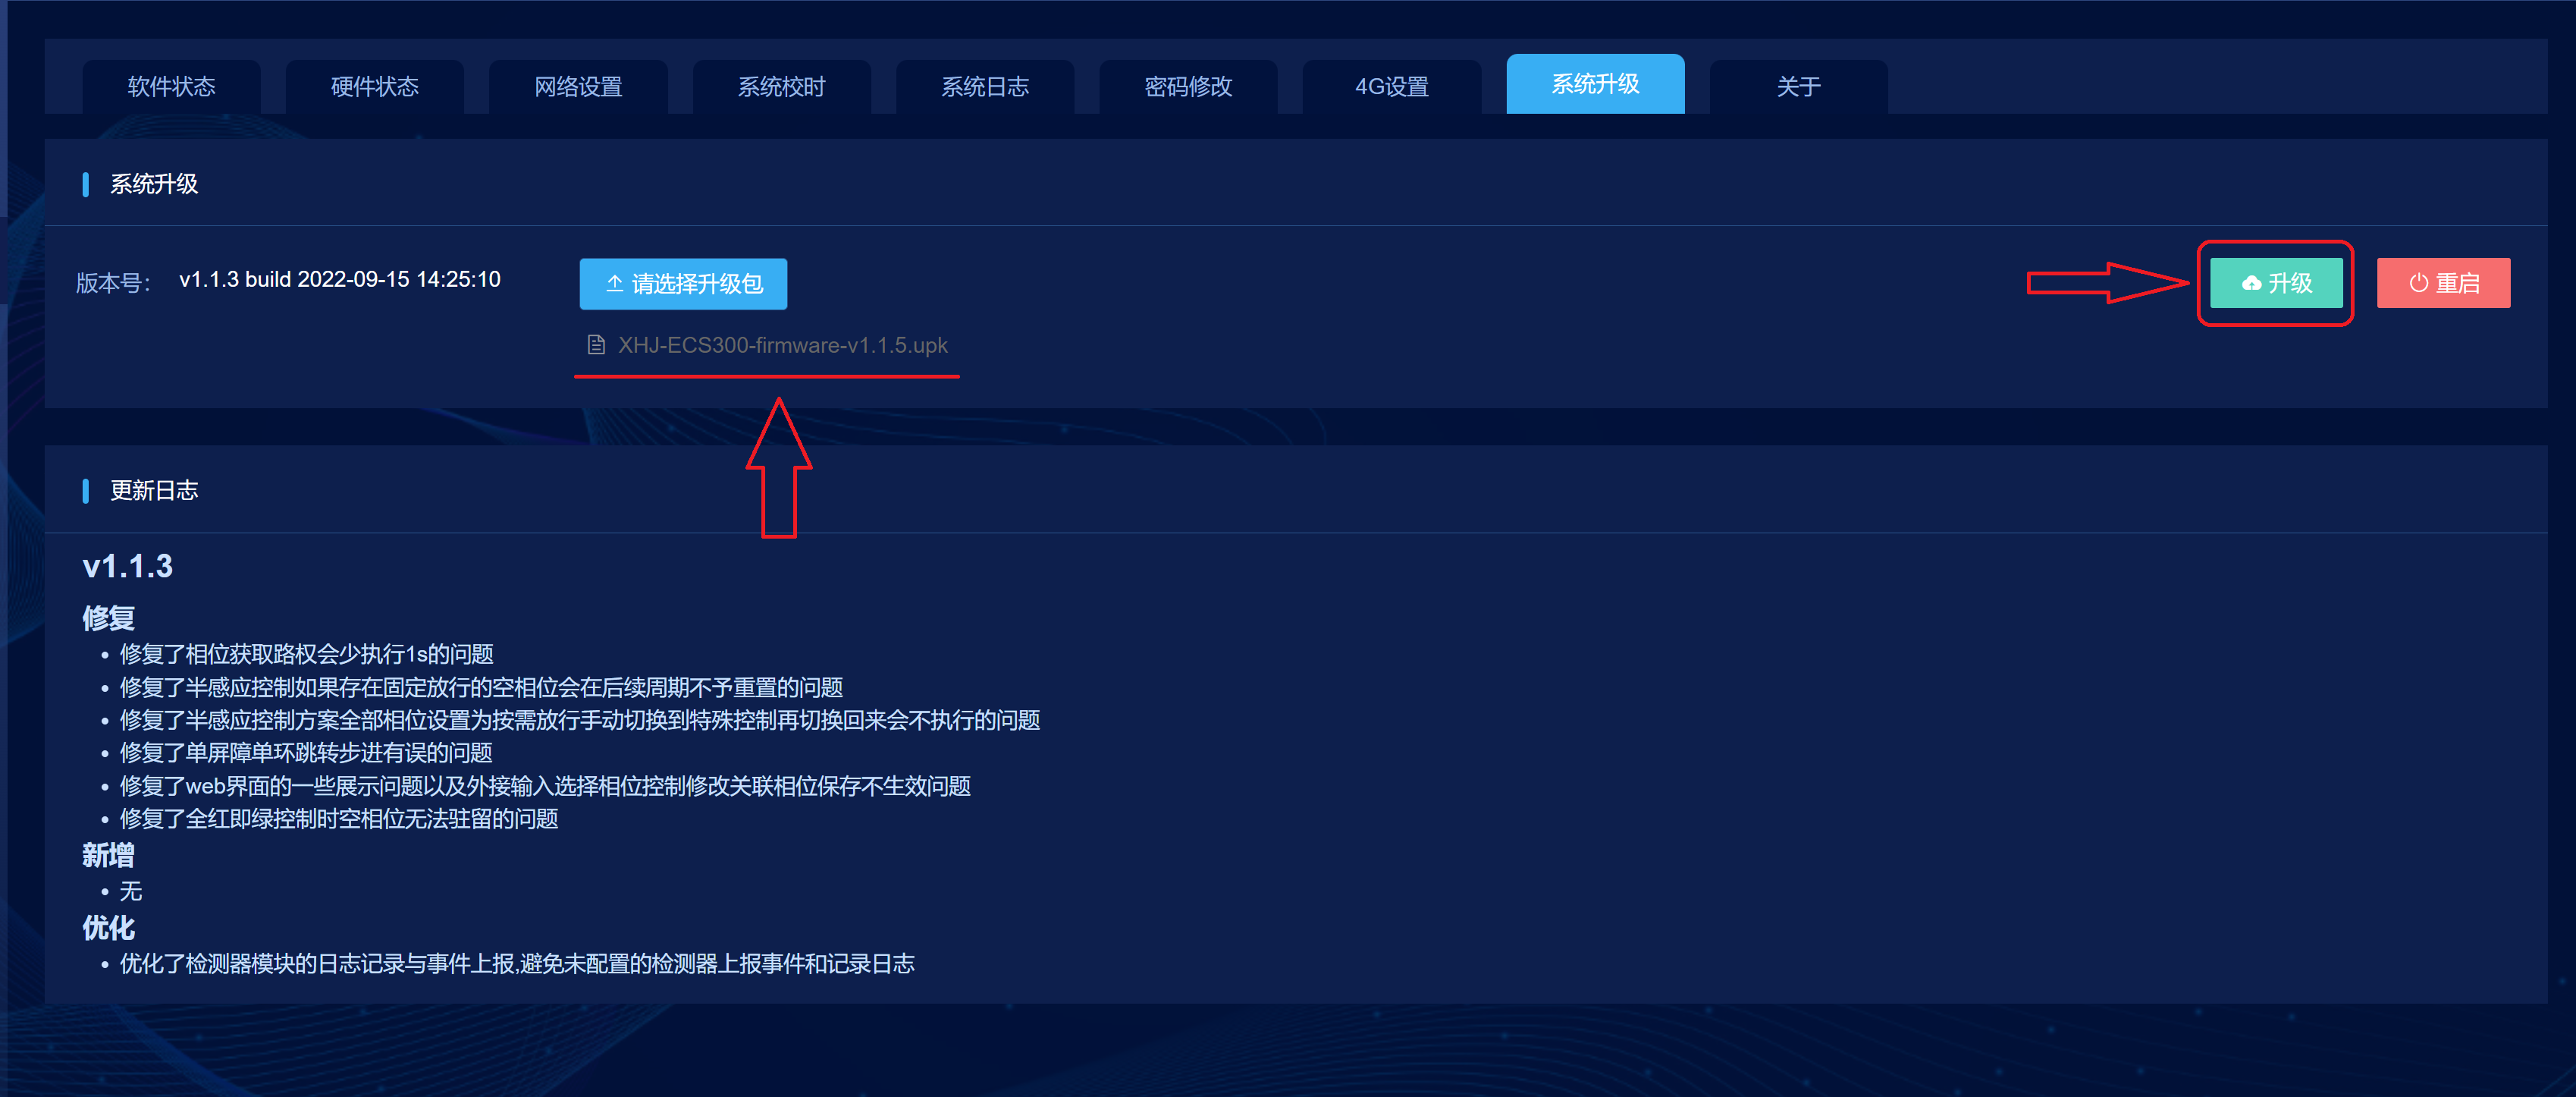 软件状态
硬件状态
网络设置
系统校时
系统日志
密码修改
4G设置
系统升级
关于
系统升级
版本号: v1.1.3 build 2022-09-15 14:25:10
请选择升级包
升级
重启
XHJ-ECS300-firmware-v1.1.5.upk
更新日志
v1.1.3
修复
• 修复了相位获取路权会少执行1s的问题
• 修复了半感应控制如果存在固定放行的空相位会在后续周期不予重置的问题
• 修复了半感应控制方案全部相位设置为按需放行手动切换到特殊控制再切换回来会不执行的问题
• 修复了单屏障单环跳转步进有误的问题
• 修复了web界面的一些展示问题以及外接输入选择相位控制修改关联相位保存不生效问题
• 修复了全红即绿控制时空相位无法驻留的问题
新增
• 无
优化
• 优化了检测器模块的日志记录与事件上报,避免未配置的检测器上报事件和记录日志